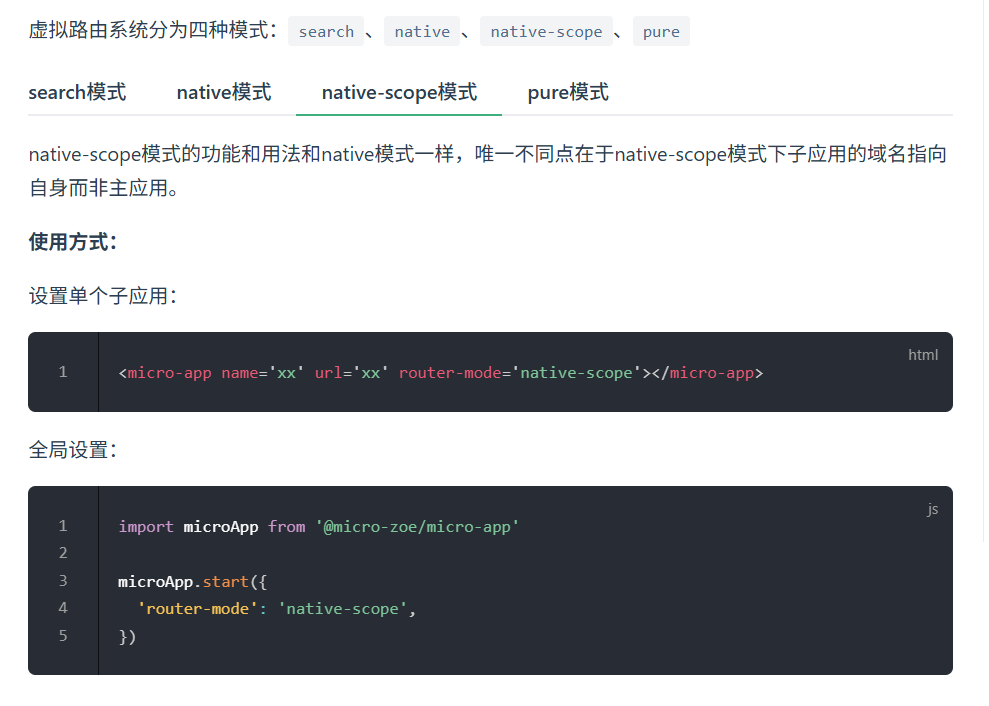 虚拟路由系统分为四种模式： search 、 native 、 native-scope 、 pure
search模式 native模式 native-scope模式 pure模式
native-scope模式的功能和用法和native模式一样，唯一不同点在于native-scope模式下子应用的域名指向
自身而非主应用。
使用方式：
设置单个子应用：
html
1 <micro-app name='xx' url='xx' router-mode='native-scope'></micro-app>
全局设置：
js
1 import microApp from '@micro-zoe/micro-app'
2
3 microApp.start({
4 'router-mode': 'native-scope',
5 })